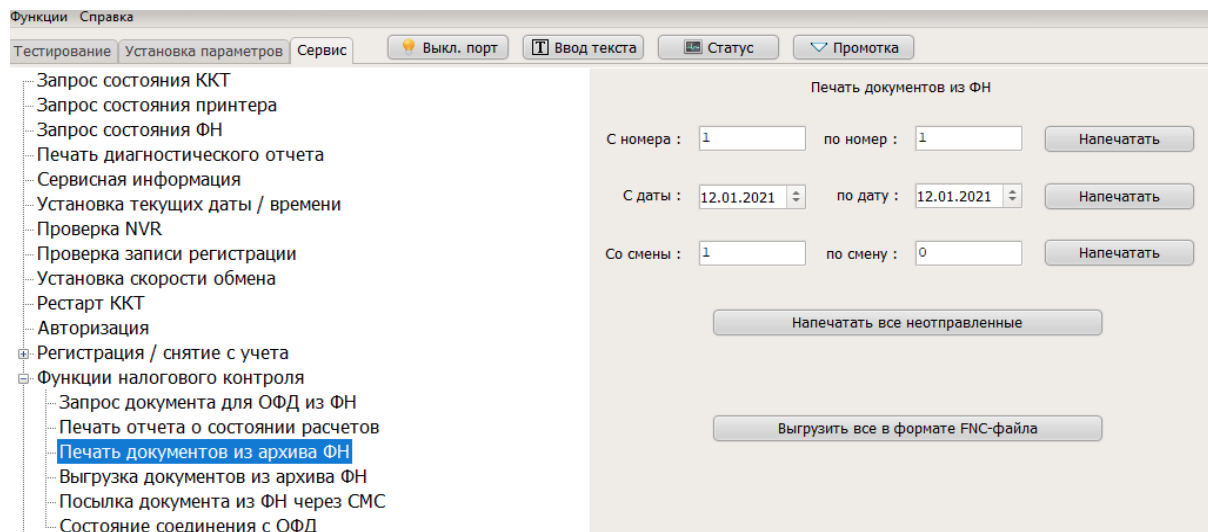 Функции Справка
Тестирование Установка параметров Сервис Выкл. порт Ввод текста Статус Промотка
Запрос состояния ККТ
Запрос состояния принтера
Запрос состояния ФН
Печать диагностического отчета
Сервисная информация
Установка текущих даты / времени
Проверка NVR
Проверка записи регистрации
Установка скорости обмена
Рестарт ККТ
Авторизация
Регистрация / снятие с учета
Функции налогового контроля
Запрос документа для ОФД из ФН
Печать отчета о состоянии расчетов
Печать документов из архива ФН
Выгрузка документов из архива ФН
Посылка документа из ФН через СМС
Состояние соединения с ОФД
Печать документов из ФН
С номера : 1 по номер : 1 Напечатать
С даты : 12.01.2021 по дату : 12.01.2021 Напечатать
Со смены : 1 по смену : 0 Напечатать
Напечатать все неотправленные
Выгрузить все в формате FNC-файла